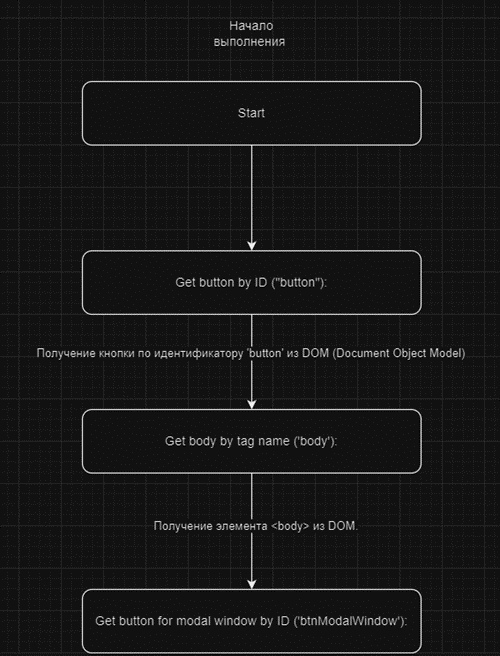 Начало
выполнения
Start
Get button by ID ("button"):
Получение кнопки по идентификатору 'button' из DOM (Document Object Model)
Get body by tag name ('body'):
Получение элемента <body> из DOM.
Get button for modal window by ID ('btnModalWindow'):